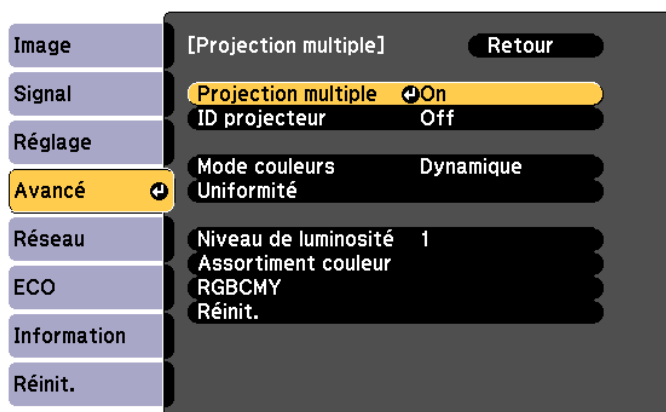 Image
Signal
Réglage
Avancé
Réseau
ECO
Information
Réinit.
[Projection multiple] Retour
Projection multiple On
ID projecteur Off
Mode couleurs Dynamique
Uniformité
Niveau de luminosité 1
Assortiment couleur
RGBCMY
Réinit.